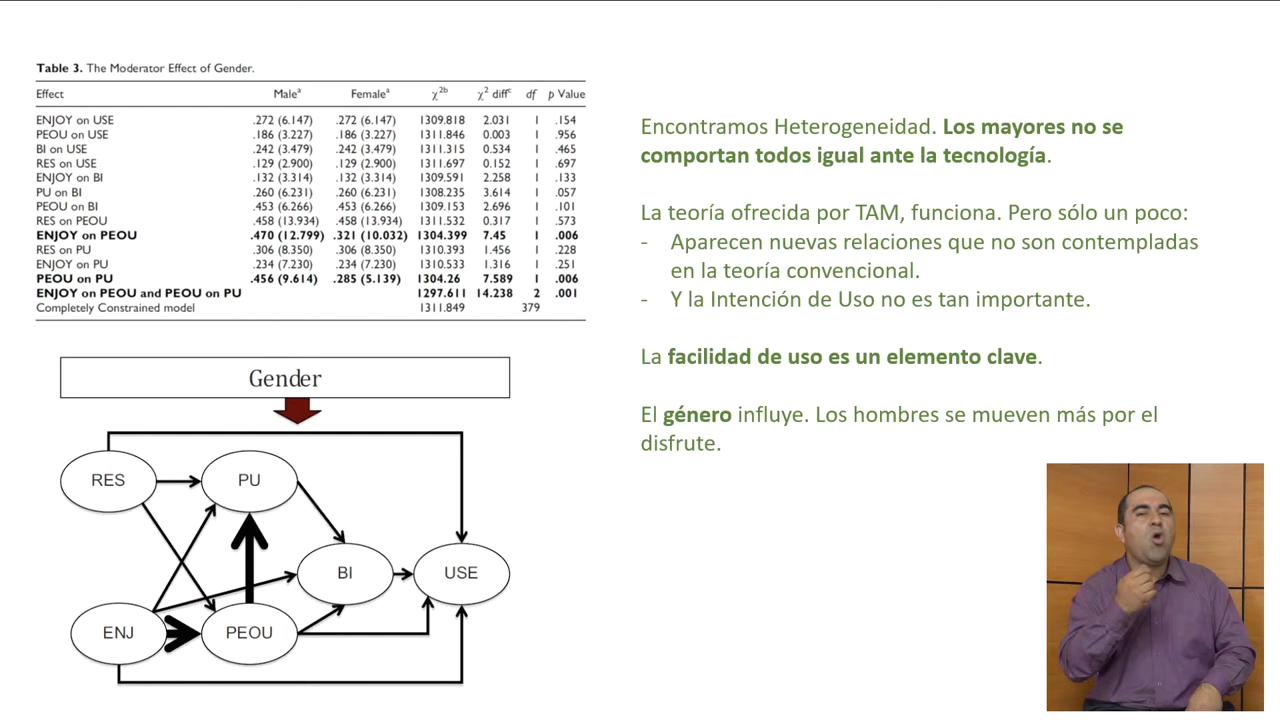 Table 3. The Moderator Effect of Gender.
Effect Maleᵃ Femaleᵃ χ²ᵇ χ² diffᶜ df p Value
ENJOY on USE .272 (6.147) .272 (6.147) 1309.818 2.031 1 .154
PEOU on USE .186 (3.227) .186 (3.227) 1311.846 0.003 1 .956
BI on USE .242 (3.479) .242 (3.479) 1311.315 0.534 1 .465
RES on USE .129 (2.900) .129 (2.900) 1311.697 0.152 1 .697
ENJOY on BI .132 (3.314) .132 (3.314) 1309.591 2.258 1 .133
PU on BI .260 (6.231) .260 (6.231) 1308.235 3.614 1 .057
PEOU on BI .453 (6.266) .453 (6.266) 1309.153 2.696 1 .101
RES on PEOU .458 (13.934) .458 (13.934) 1311.532 0.317 1 .573
ENJOY on PEOU .470 (12.799) .321 (10.032) 1304.399 7.45 1 .006
RES on PU .306 (8.350) .306 (8.350) 1310.393 1.456 1 .228
ENJOY on PU .234 (7.230) .234 (7.230) 1310.533 1.316 1 .251
PEOU on PU .456 (9.614) .285 (5.139) 1304.26 7.589 1 .006
ENJOY on PEOU and PEOU on PU 1297.611 14.238 2 .001
Completely Constrained model 1311.849 379
Gender
RES
PU
BI
USE
ENJ
PEOU
Encontramos Heterogeneidad. Los mayores no se
comportan todos igual ante la tecnología.
La teoría ofrecida por TAM, funciona. Pero sólo un poco:
- Aparecen nuevas relaciones que no son contempladas
en la teoría convencional.
- Y la Intención de Uso no es tan importante.
La facilidad de uso es un elemento clave.
El género influye. Los hombres se mueven más por el
disfrute.